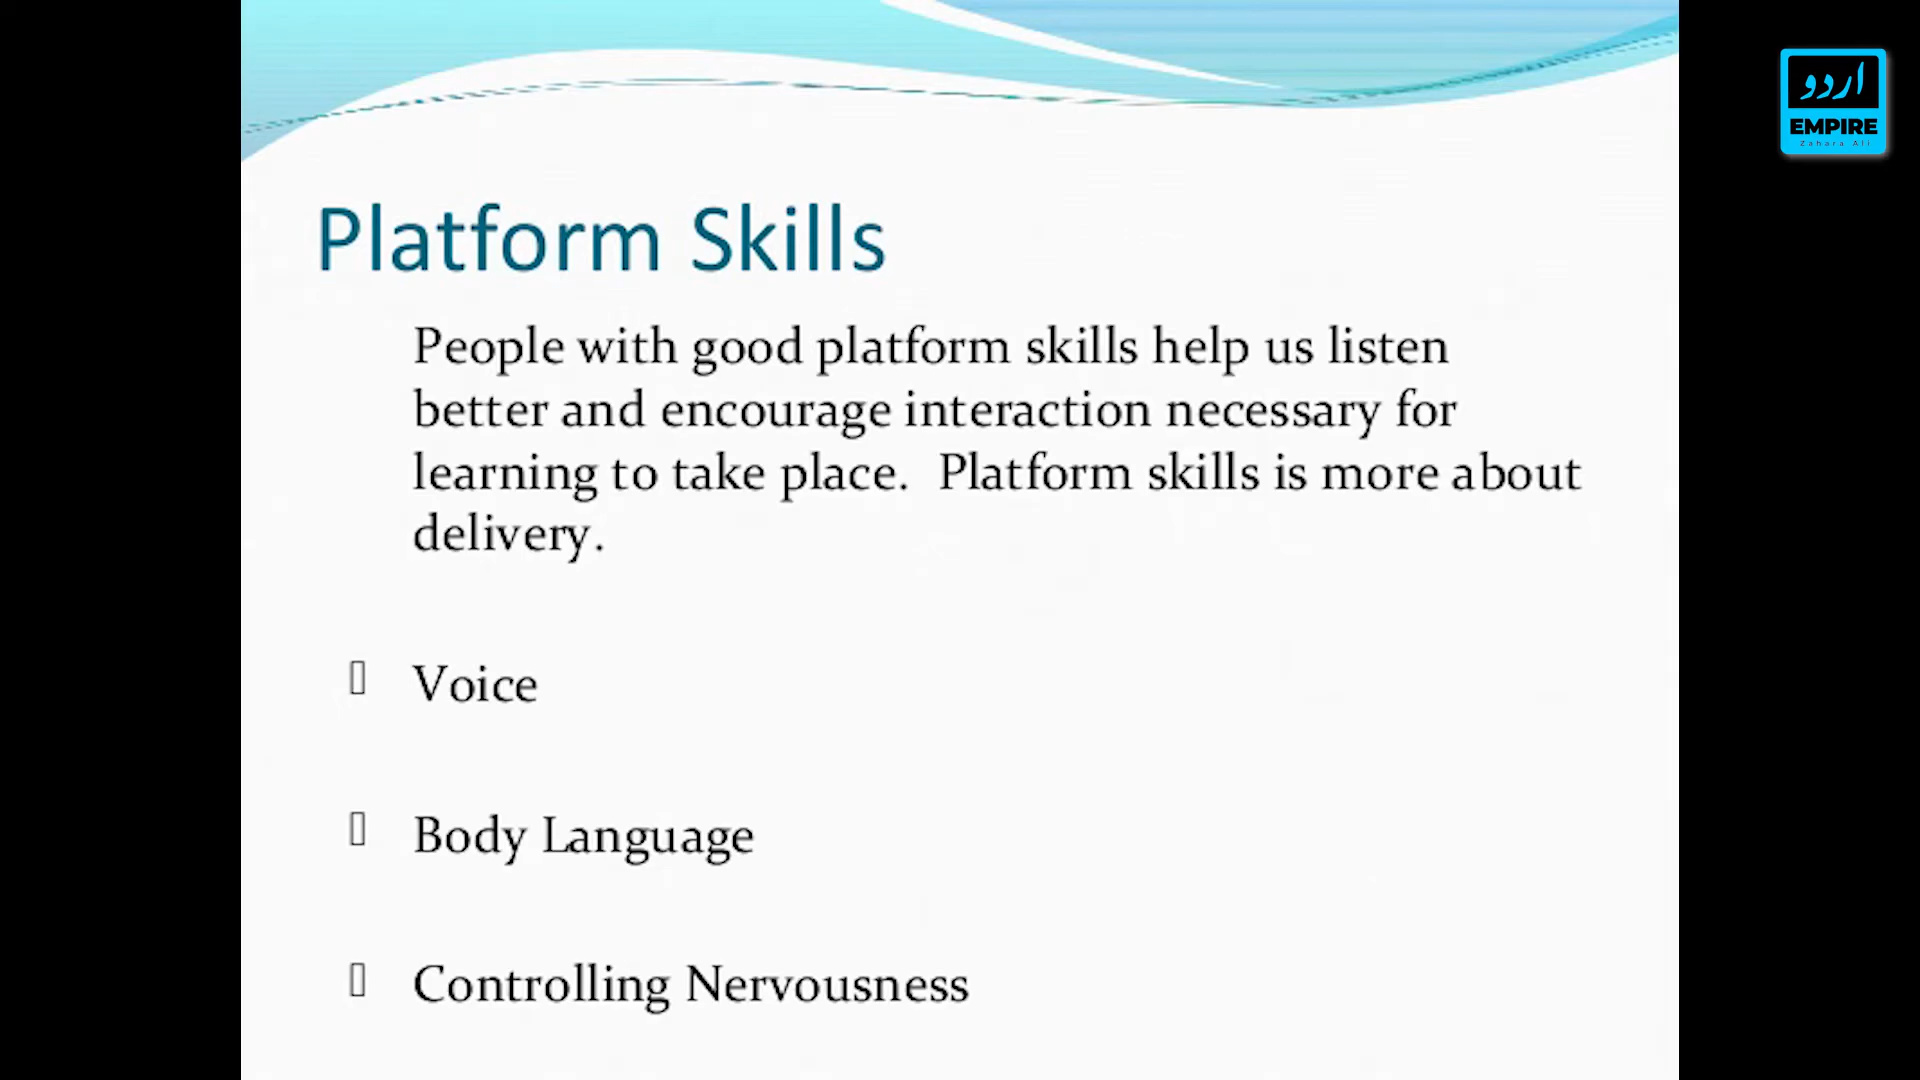 اردو
EMPIRE
Zahara Ali
Platform Skills
People with good platform skills help us listen
better and encourage interaction necessary for
learning to take place.  Platform skills is more about
delivery.
Voice
Body Language
Controlling Nervousness